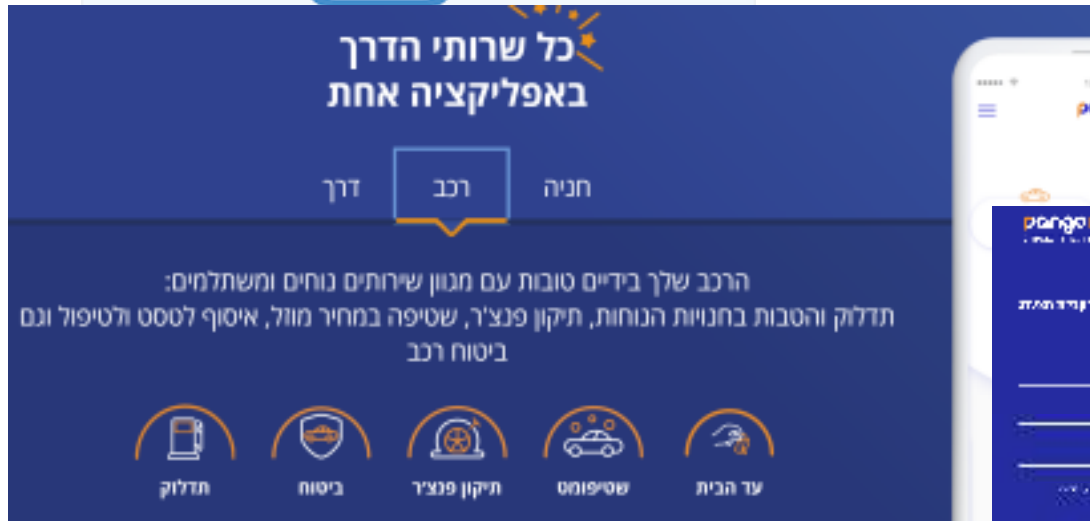 כל שרותי הדרך
באפליקציה אחת
חניה רכב דרך
הרכב שלך בידיים טובות עם מגוון שירותים נוחים ומשתלמים:
תדלוק והטבות בחנויות הנוחות, תיקון פנצ'ר, שטיפה במחיר מוזל, איסוף לטסט ולטיפול וגם
ביטוח רכב
עד הבית שטיפומט תיקון פנצ'ר ביטוח תדלוק
pango